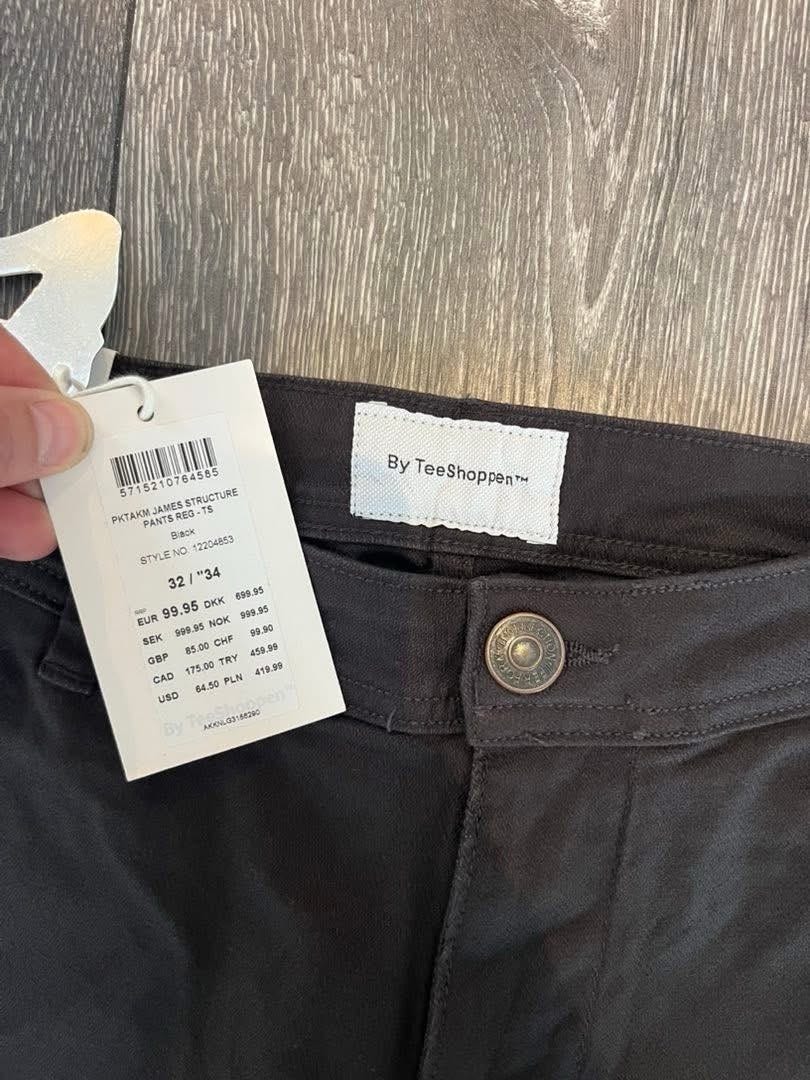 By TeeShoppen™
5715210764585
PKTAKM JAMES STRUCTURE
PANTS REG - TS
Black
STYLE NO: 12204853
32 / "34
RRP
EUR 99.95 DKK 699.95
SEK 999.95 NOK 999.95
GBP 85.00 CHF 99.90
CAD 175.00 TRY 459.99
USD 64.50 PLN 419.99
By TeeShoppen™